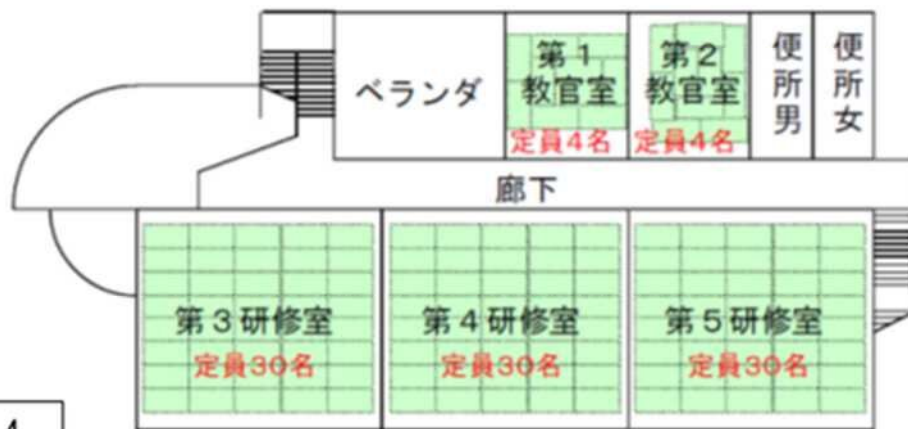 ベランダ
第1
教官室
定員4名
第2
教官室
定員4名
便所男
便所女
廊下
第3研修室
定員30名
第4研修室
定員30名
第5研修室
定員30名
4